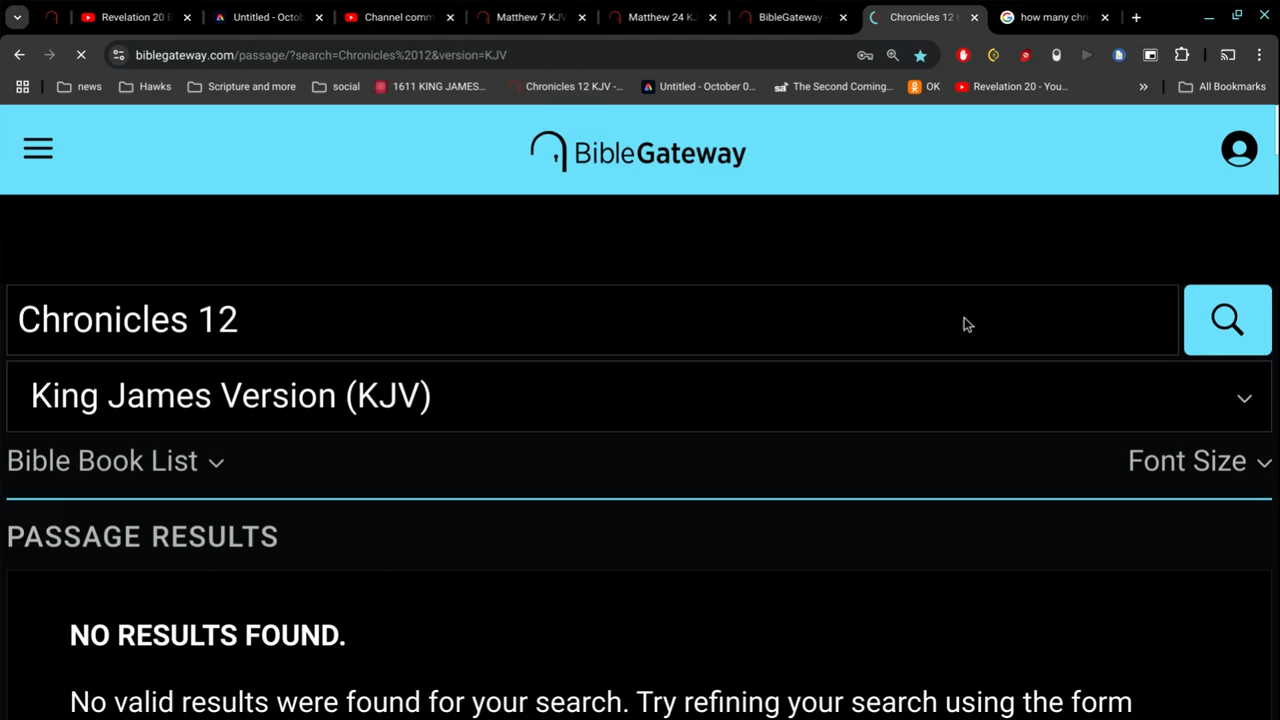 Revelation 20 E
Untitled - Octob
Channel comm
Matthew 7 KJV
Matthew 24 K
BibleGateway -
Chronicles 12
how many chri
biblegateway.com/passage/?search=Chronicles%2012&version=KJV
news
Hawks
Scripture and more
social
1611 KING JAMES...
Chronicles 12 KJV -...
Untitled - October 0...
The Second Coming...
OK
Revelation 20 - You...
All Bookmarks
BibleGateway
Chronicles 12
King James Version (KJV)
Bible Book List
Font Size
PASSAGE RESULTS
NO RESULTS FOUND.
No valid results were found for your search. Try refining your search using the form